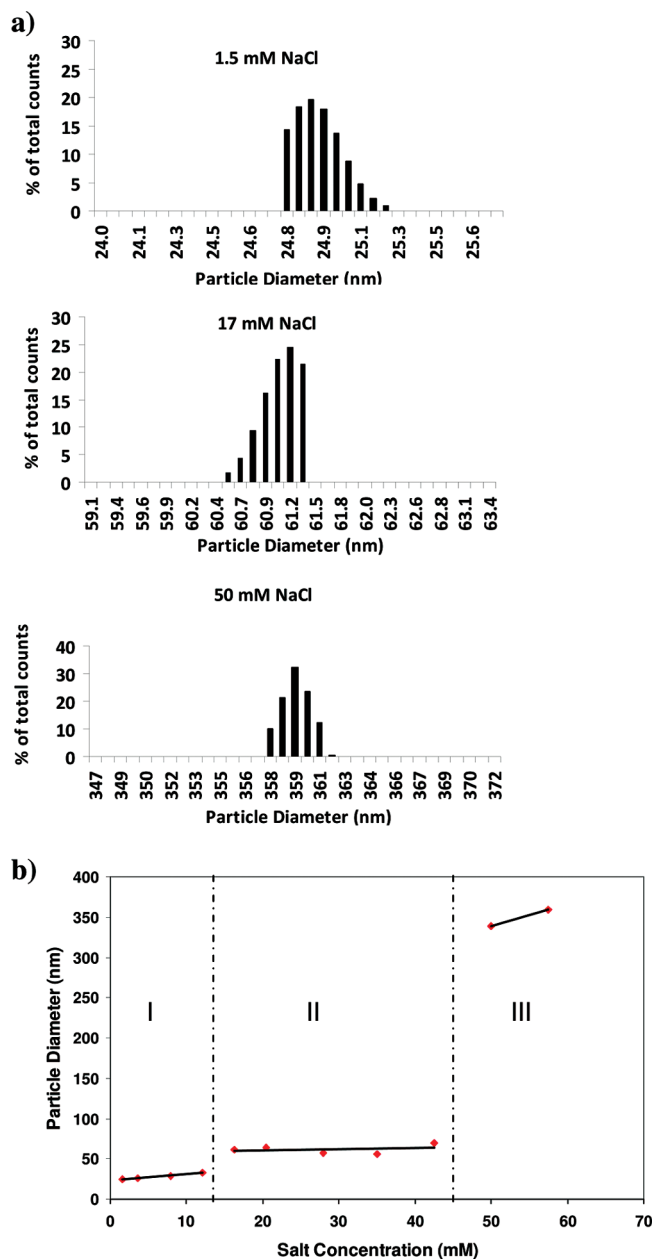 a)
1.5 mM NaCl
% of total counts
30
25
20
15
10
5
0
24.0 24.1 24.3 24.5 24.6 24.8 24.9 25.1 25.3 25.5 25.6
Particle Diameter (nm)
17 mM NaCl
% of total counts
30
25
20
15
10
5
0
59.1 59.4 59.6 59.9 60.2 60.4 60.7 60.9 61.2 61.5 61.8 62.0 62.3 62.6 62.8 63.1 63.4
Particle Diameter (nm)
50 mM NaCl
% of total counts
40
30
20
10
0
347 349 350 352 353 355 356 358 359 361 363 364 366 367 369 370 372
Particle Diameter (nm)
b)
Particle Diameter (nm)
400
350
300
250
200
150
100
50
0
I II III
0 10 20 30 40 50 60 70
Salt Concentration (mM)